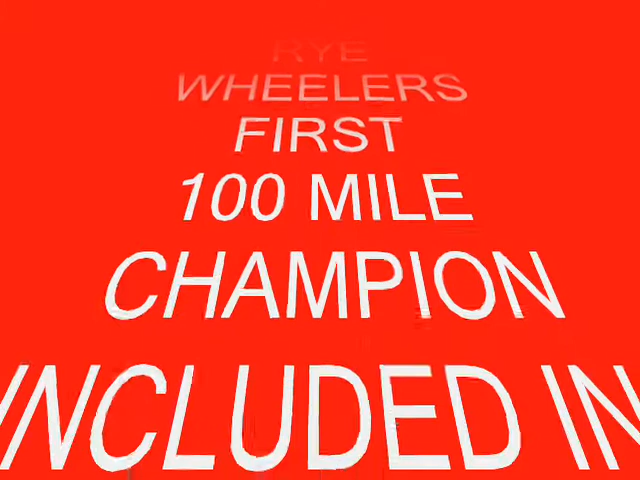 RYE
WHEELERS
FIRST
100 MILE
CHAMPION
INCLUDED IN